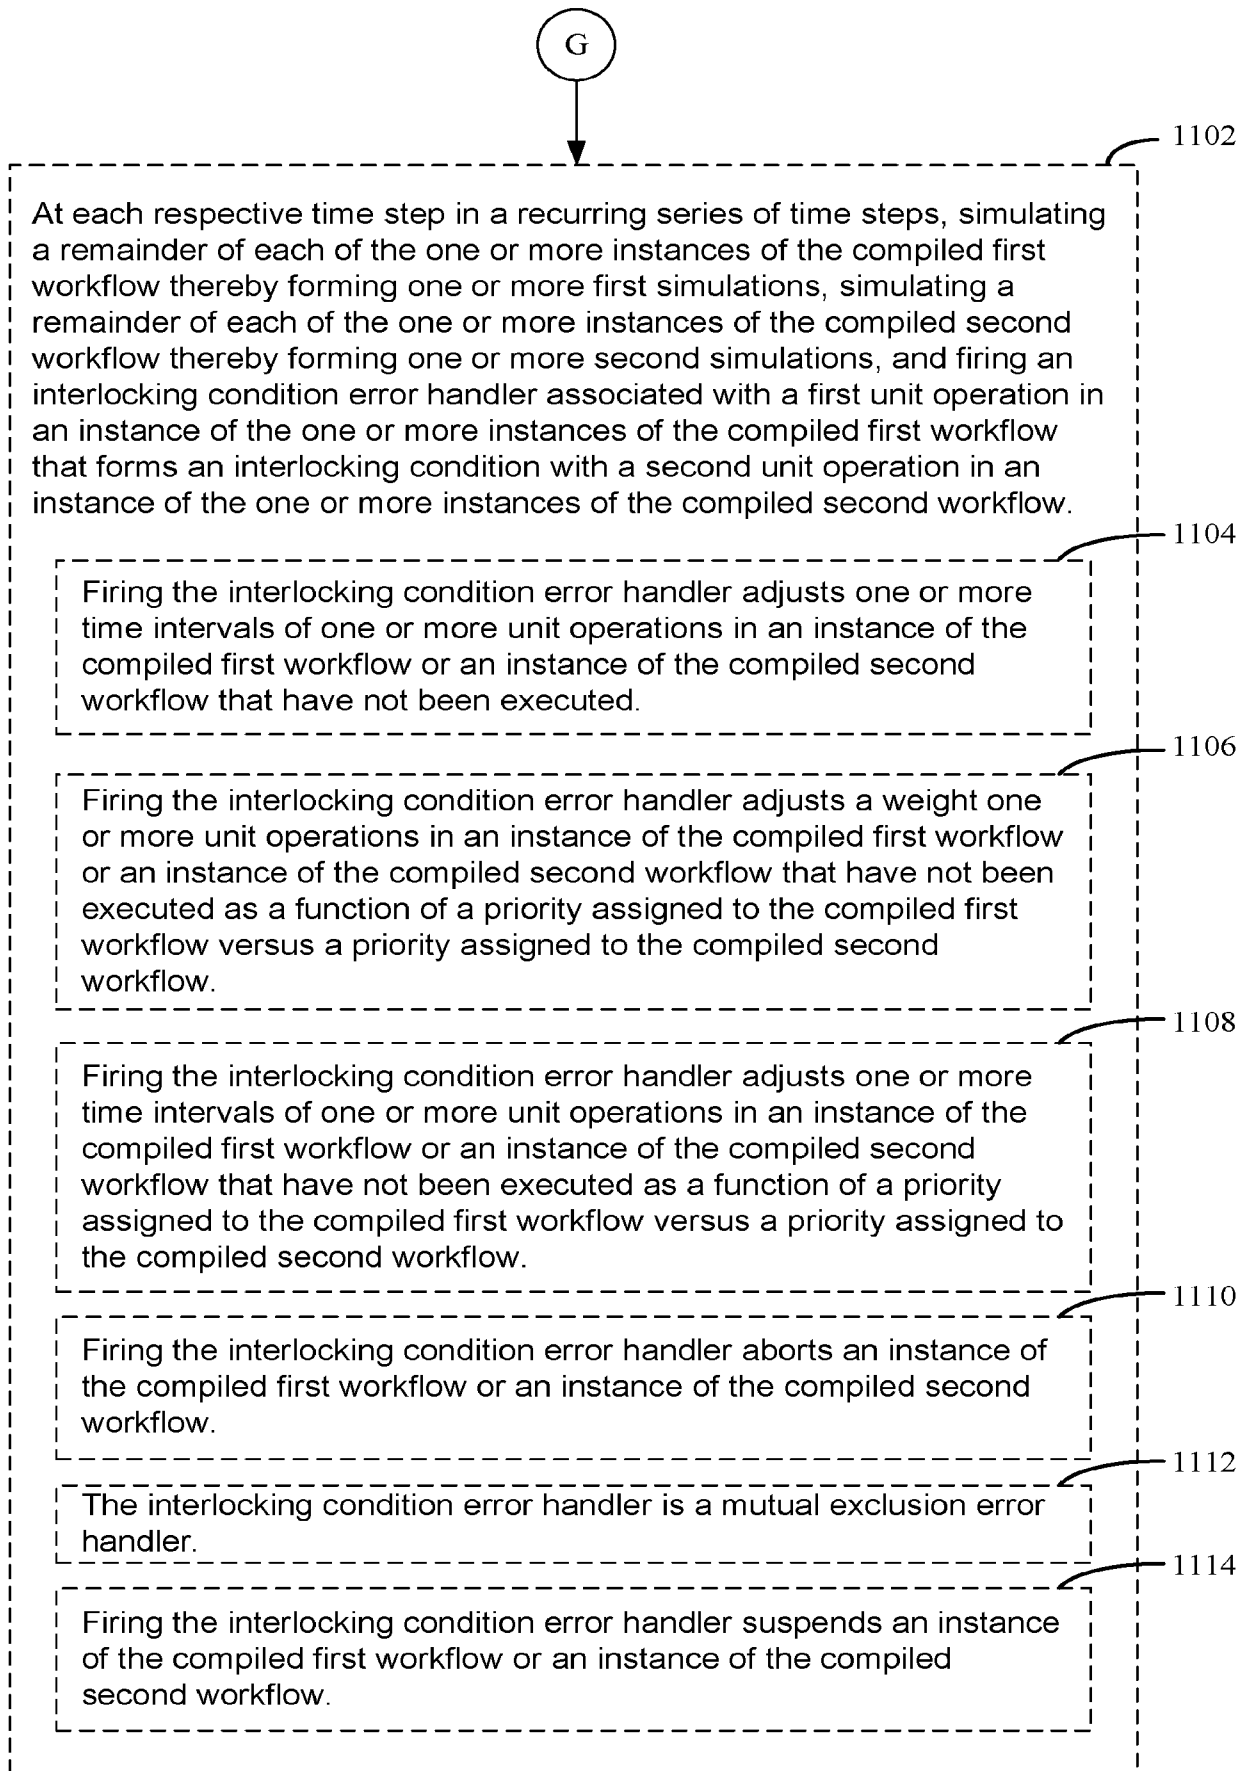 G
1102
At each respective time step in a recurring series of time steps, simulating
a remainder of each of the one or more instances of the compiled first
workflow thereby forming one or more first simulations, simulating a
remainder of each of the one or more instances of the compiled second
workflow thereby forming one or more second simulations, and firing an
interlocking condition error handler associated with a first unit operation in
an instance of the one or more instances of the compiled first workflow
that forms an interlocking condition with a second unit operation in an
instance of the one or more instances of the compiled second workflow.
1104
Firing the interlocking condition error handler adjusts one or more
time intervals of one or more unit operations in an instance of the
compiled first workflow or an instance of the compiled second
workflow that have not been executed.
1106
Firing the interlocking condition error handler adjusts a weight one
or more unit operations in an instance of the compiled first workflow
or an instance of the compiled second workflow that have not been
executed as a function of a priority assigned to the compiled first
workflow versus a priority assigned to the compiled second
workflow.
1108
Firing the interlocking condition error handler adjusts one or more
time intervals of one or more unit operations in an instance of the
compiled first workflow or an instance of the compiled second
workflow that have not been executed as a function of a priority
assigned to the compiled first workflow versus a priority assigned to
the compiled second workflow.
1110
Firing the interlocking condition error handler aborts an instance of
the compiled first workflow or an instance of the compiled second
workflow.
1112
The interlocking condition error handler is a mutual exclusion error
handler.
1114
Firing the interlocking condition error handler suspends an instance
of the compiled first workflow or an instance of the compiled
second workflow.